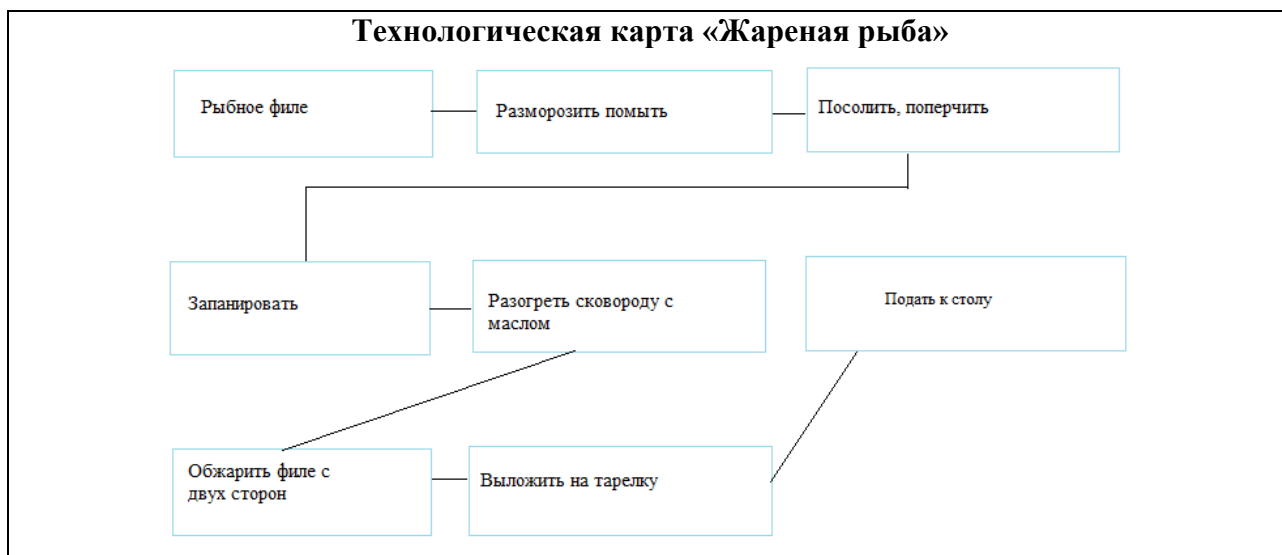 Технологическая карта «Жареная рыба»
Рыбное филе
Разморозить помыть
Посолить, поперчить
Запанировать
Разогреть сковороду с
маслом
Подать к столу
Обжарить филе с
двух сторон
Выложить на тарелку